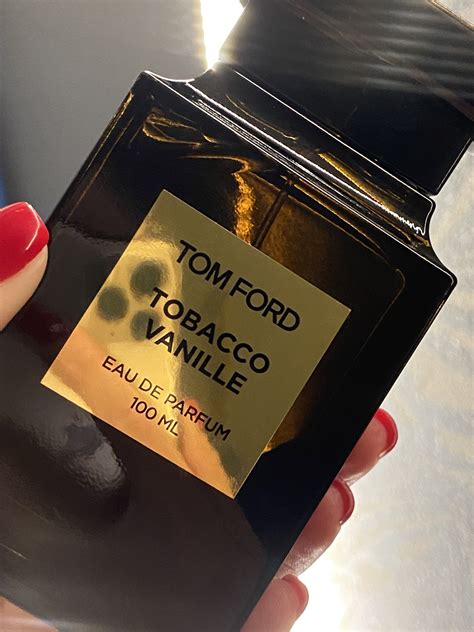 TOM FORD
TOBACCO
VANILLE
EAU DE PARFUM
100 ML